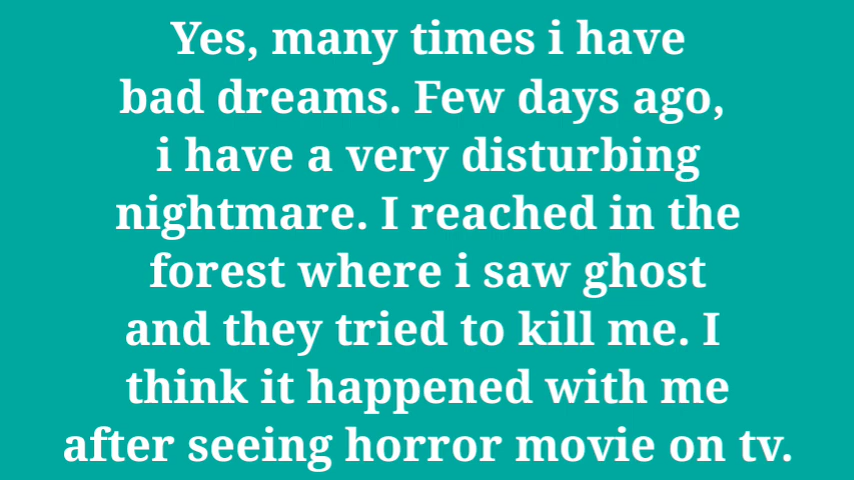 Yes, many times i have
bad dreams. Few days ago,
i have a very disturbing
nightmare. I reached in the
forest where i saw ghost
and they tried to kill me. I
think it happened with me
after seeing horror movie on tv.